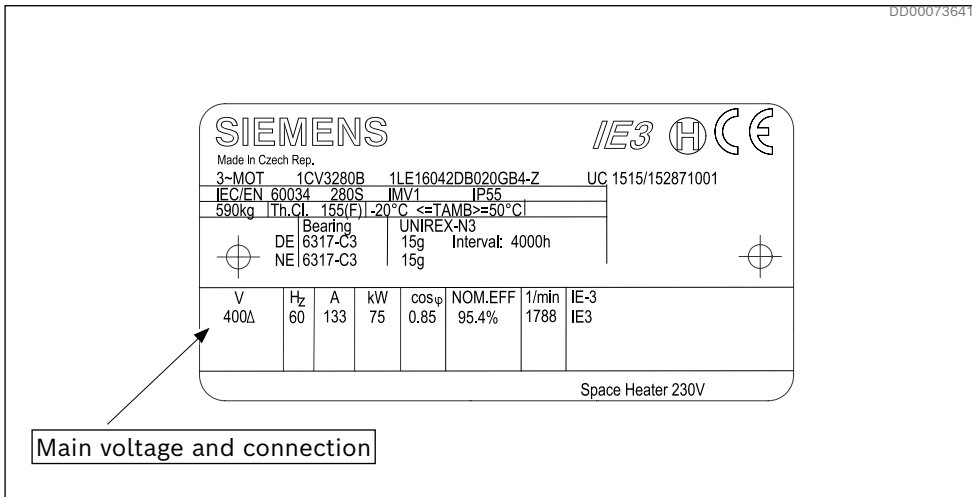 DD00073641
SIEMENS IE3 H CE
Made In Czech Rep.
3~MOT 1CV3280B 1LE16042DB020GB4-Z UC 1515/152871001
IEC/EN 60034 280S IMV1 IP55
590kg Th.Cl. 155(F) -20°C <=TAMB>=50°C
Bearing UNIREX-N3
DE 6317-C3 15g Interval: 4000h
NE 6317-C3 15g
V Hz A kW cosφ NOM.EFF 1/min IE-3
400Δ 60 133 75 0.85 95.4% 1788 IE3
Space Heater 230V
Main voltage and connection